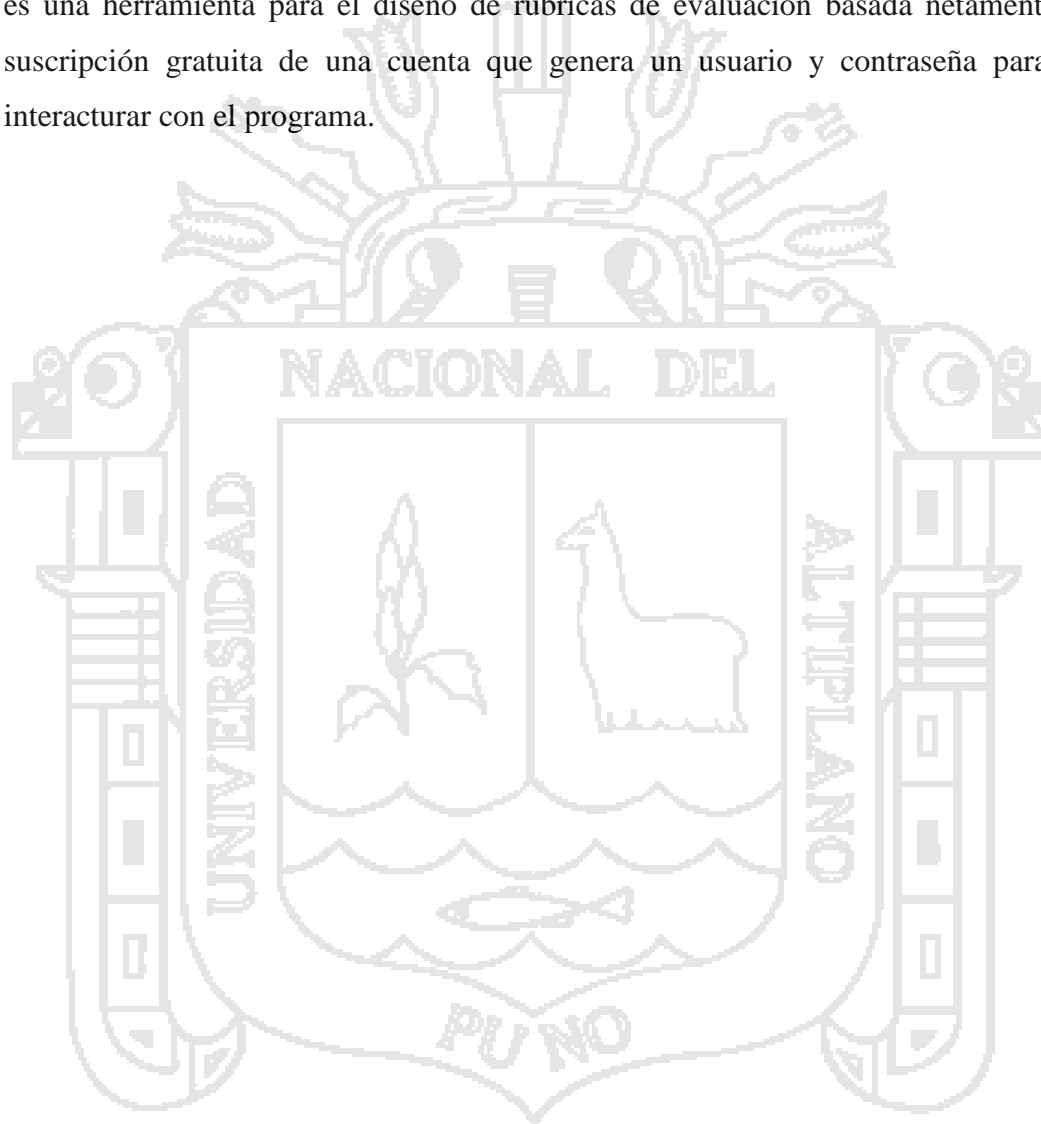 es una herramienta para el diseño de rúbricas de evaluación basada netament
suscripción gratuita de una cuenta que genera un usuario y contraseña para
interacturar con el programa.
NACIONAL DEL
UNIVERSIDAD
ALTIPLANO
PUNO